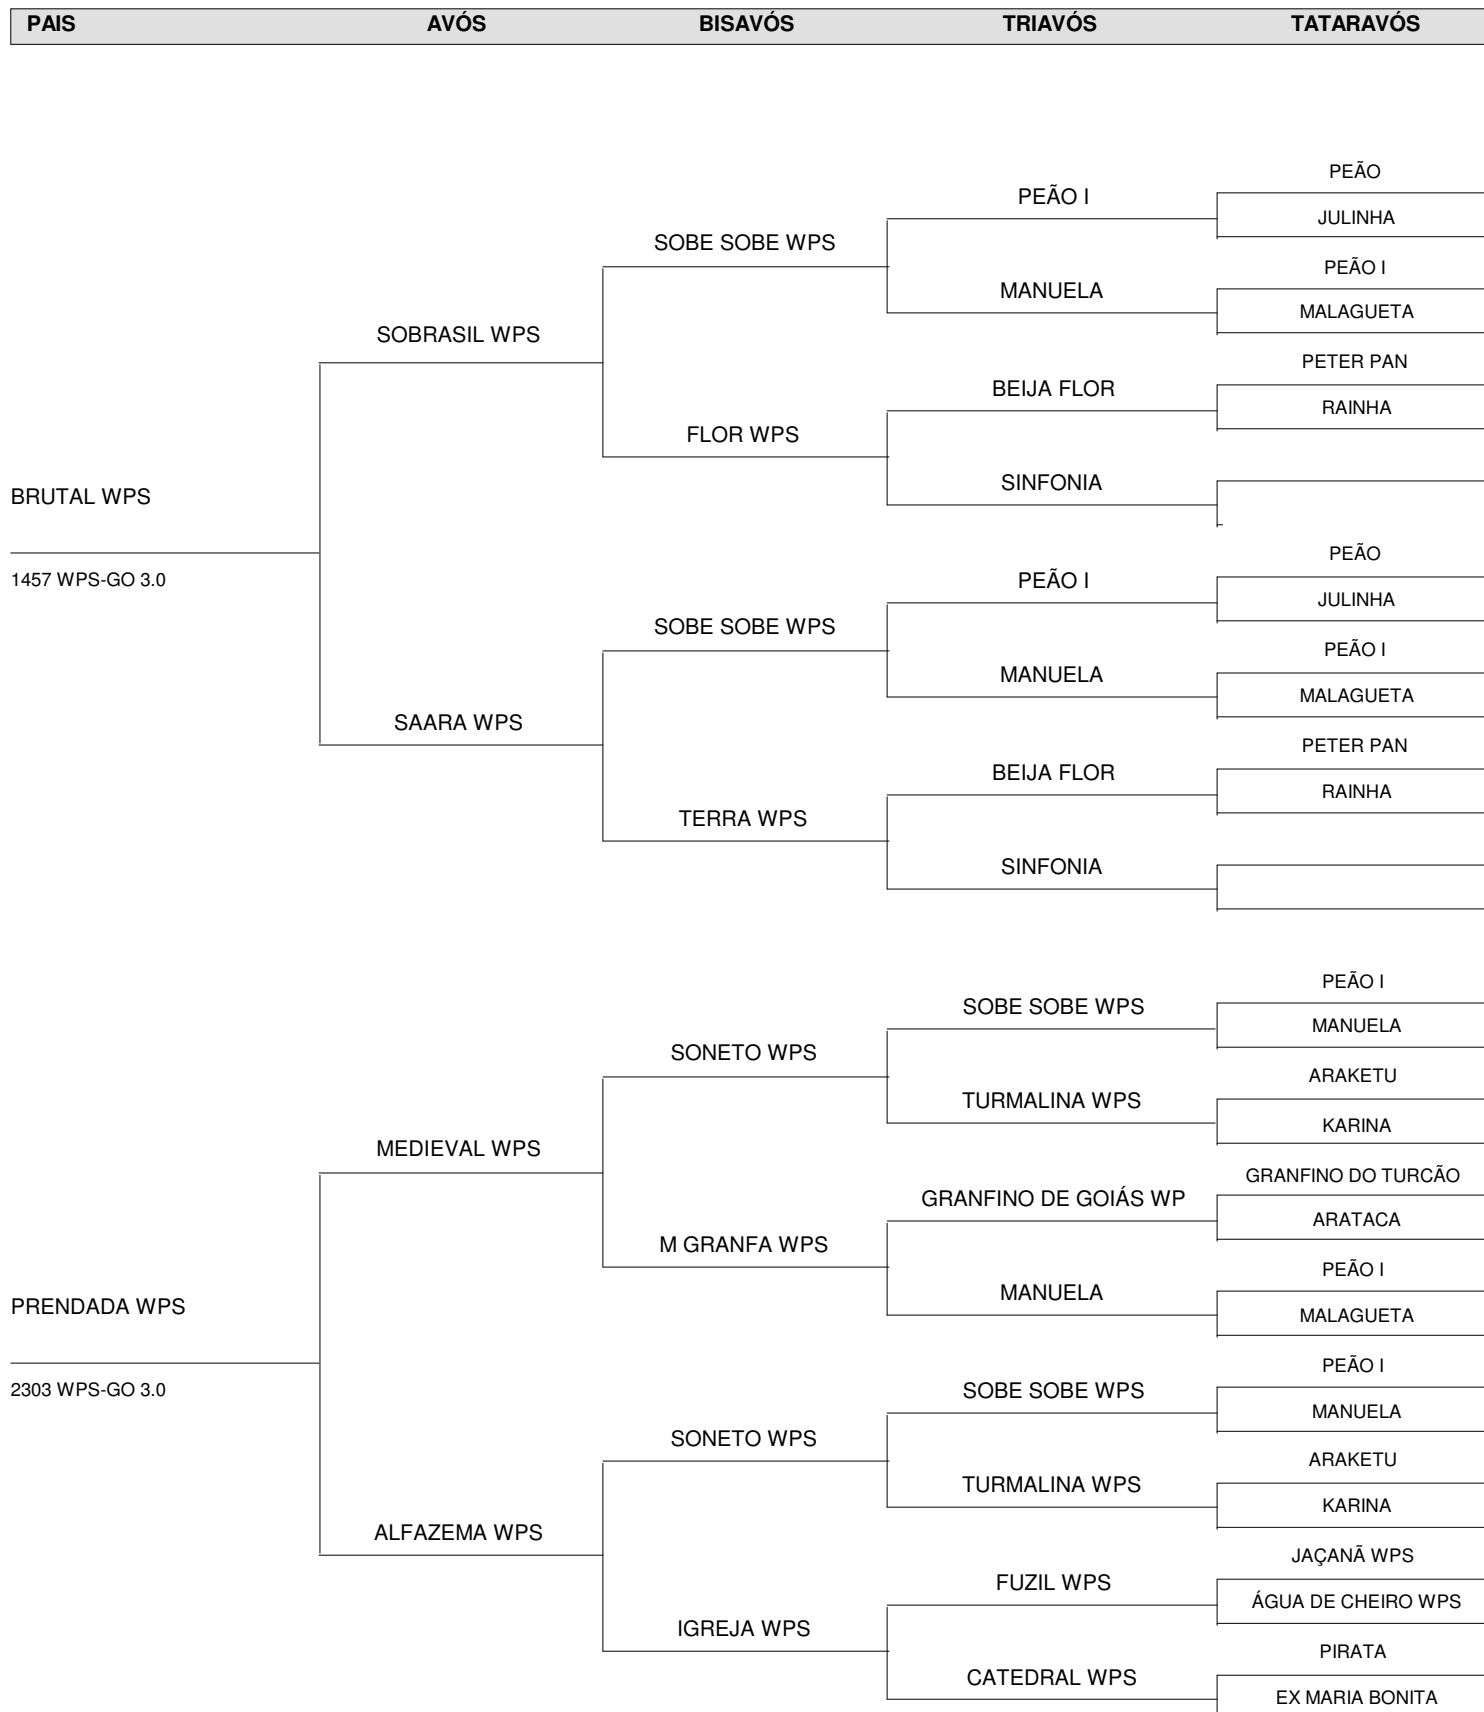 PAIS AVÓS BISAVÓS TRIAVÓS TATARAVÓS
PEÃO
PEÃO I
JULINHA
SOBE SOBE WPS
PEÃO I
MANUELA
MALAGUETA
SOBRASIL WPS
PETER PAN
BEIJA FLOR
RAINHA
FLOR WPS
SINFONIA
BRUTAL WPS
PEÃO
1457 WPS-GO 3.0
PEÃO I
JULINHA
SOBE SOBE WPS
PEÃO I
MANUELA
MALAGUETA
SAARA WPS
PETER PAN
BEIJA FLOR
RAINHA
TERRA WPS
SINFONIA
PEÃO I
SOBE SOBE WPS
MANUELA
SONETO WPS
ARAKETU
TURMALINA WPS
KARINA
MEDIEVAL WPS
GRANFINO DO TURCÃO
GRANFINO DE GOIÁS WP
ARATACA
M GRANFA WPS
PEÃO I
MANUELA
PRENDADA WPS
MALAGUETA
PEÃO I
2303 WPS-GO 3.0
SOBE SOBE WPS
MANUELA
SONETO WPS
ARAKETU
TURMALINA WPS
KARINA
ALFAZEMA WPS
JAÇANÃ WPS
FUZIL WPS
ÁGUA DE CHEIRO WPS
IGREJA WPS
PIRATA
CATEDRAL WPS
EX MARIA BONITA